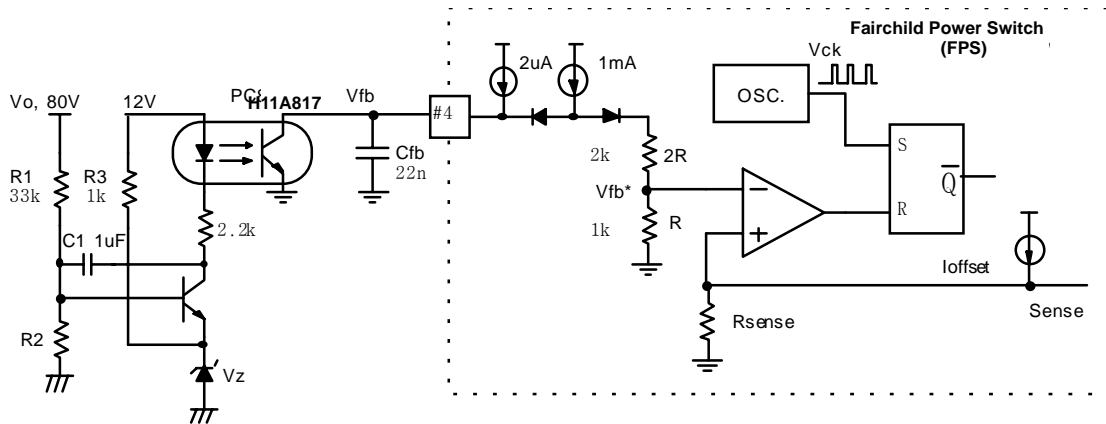 Fairchild Power Switch
(FPS)
Vck
2uA
1mA
OSC.
Vo, 80V
12V
H11A817
Vfb
#4
Cfb
22n
R1
33k
R3
1k
2k
2R
Vfb*
1k
R
S
R
Q
2.2k
C1 1uF
Ioffset
Sense
Rsense
R2
Vz